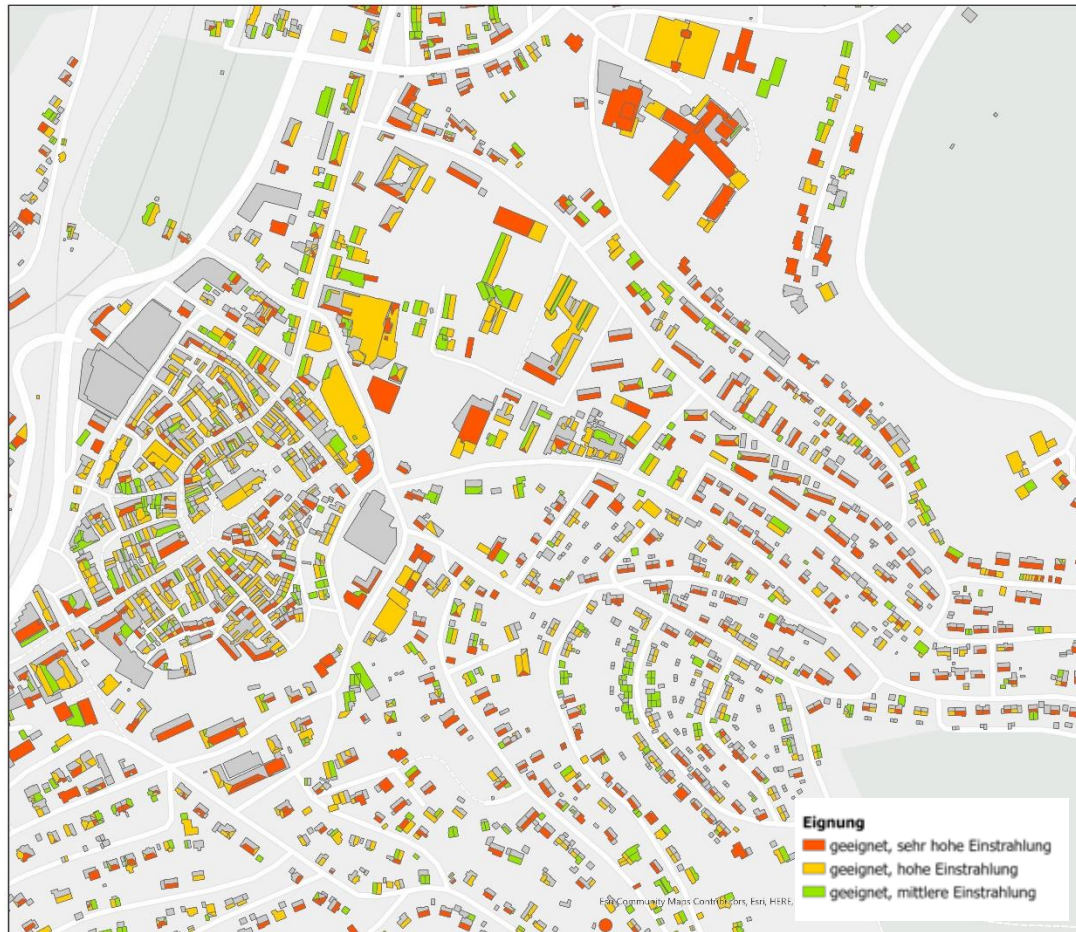 Eignung
geeignet, sehr hohe Einstrahlung
geeignet, hohe Einstrahlung
geeignet, mittlere Einstrahlung
Esri Community Maps Contributors, Esri, HERE,